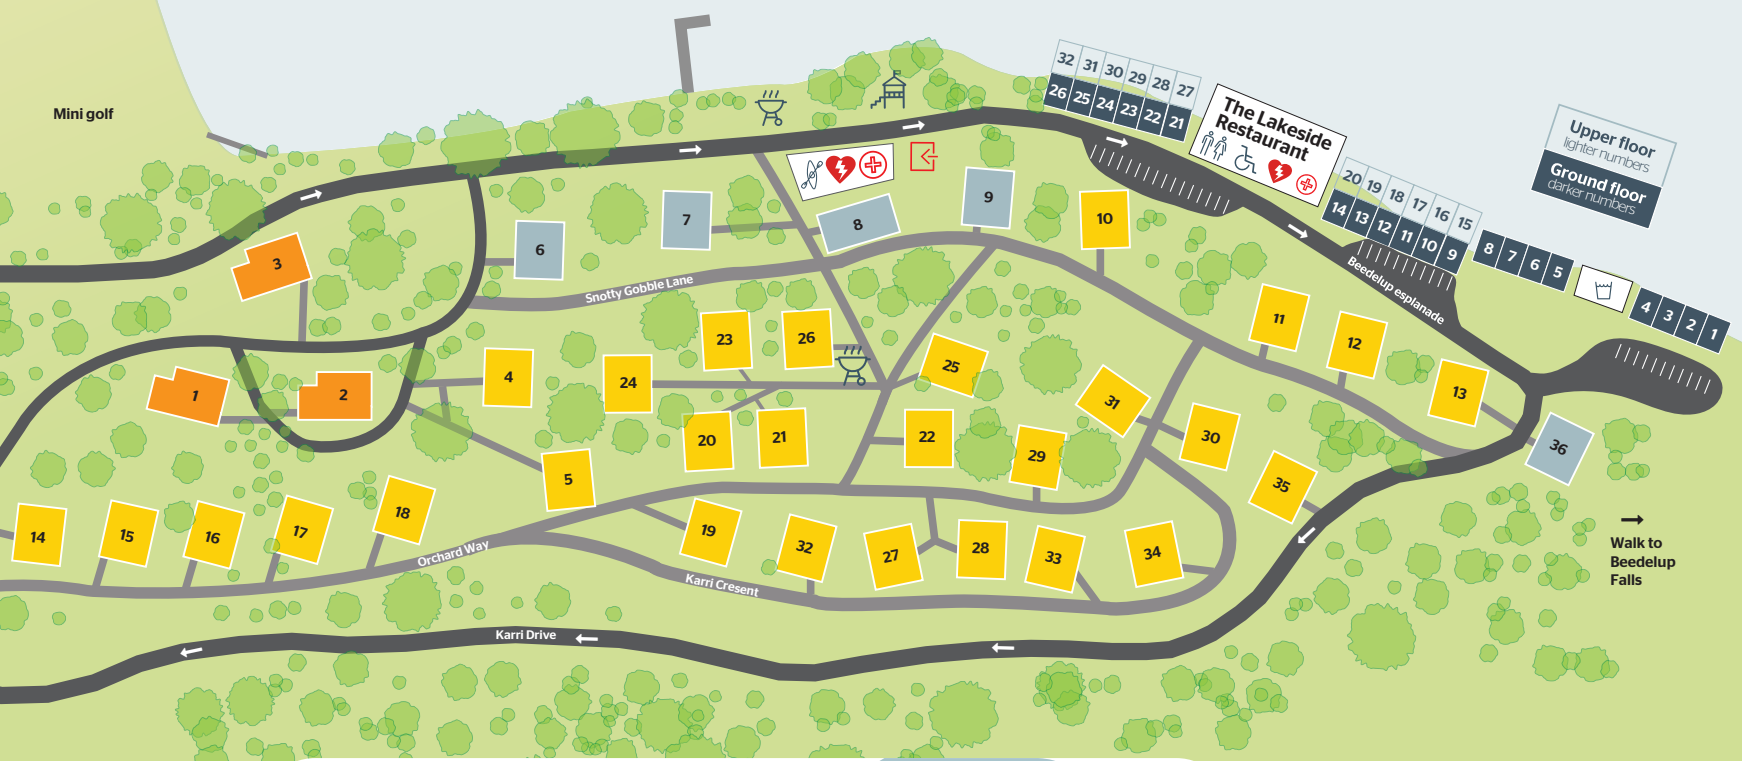 Mini golf
32 31 30 29 28 27
26 25 24 23 22 21
The Lakeside
Restaurant
Upper floor
lighter numbers
Ground floor
darker numbers
20 19 18 17 16 15
14 13 12 11 10 9
8 7 6 5
4 3 2 1
Beedelup esplanade
3
6
7
8
9
10
Snotty Gobble Lane
11
12
13
36
1
2
4
24
23
26
25
20
21
22
31
30
29
35
5
14
15
16
17
18
19
32
27
28
33
34
Orchard Way
Karri Cresent
Karri Drive
Walk to
Beedelup
Falls